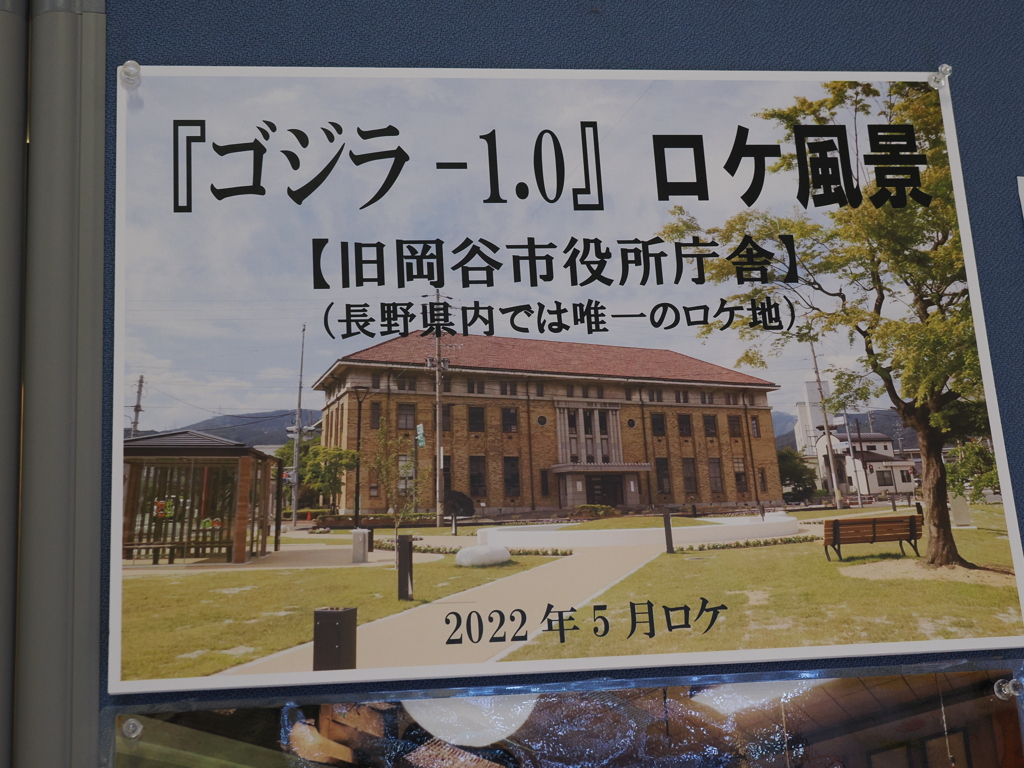 『ゴジラ-1.0』ロケ風景
【旧岡谷市役所庁舎】
（長野県内では唯一のロケ地）
2022年5月ロケ